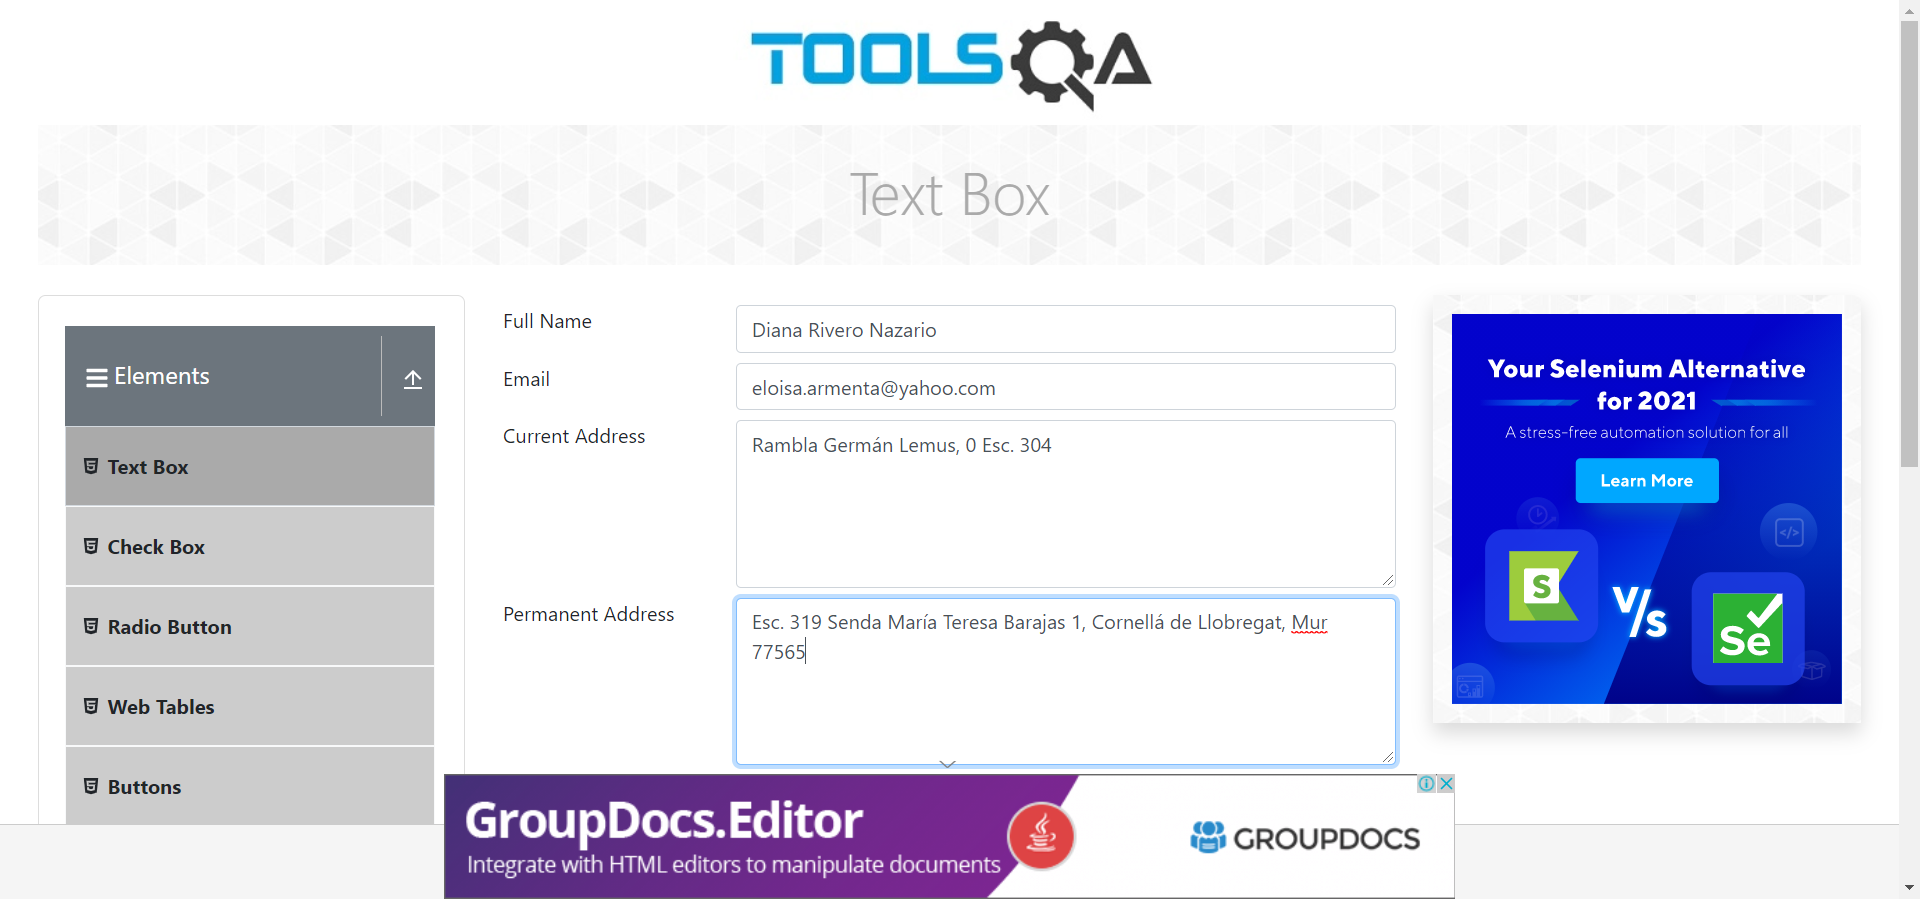 TOOLSQA
Text Box
Elements
Text Box
Check Box
Radio Button
Web Tables
Buttons
Full Name
Diana Rivero Nazario
Email
eloisa.armenta@yahoo.com
Current Address
Rambla Germán Lemus, 0 Esc. 304
Permanent Address
Esc. 319 Senda María Teresa Barajas 1, Cornellá de Llobregat, Mur
77565
Your Selenium Alternative
for 2021
A stress-free automation solution for all
Learn More
S
V/s
Se
GroupDocs.Editor
Integrate with HTML editors to manipulate documents
GROUPDOCS